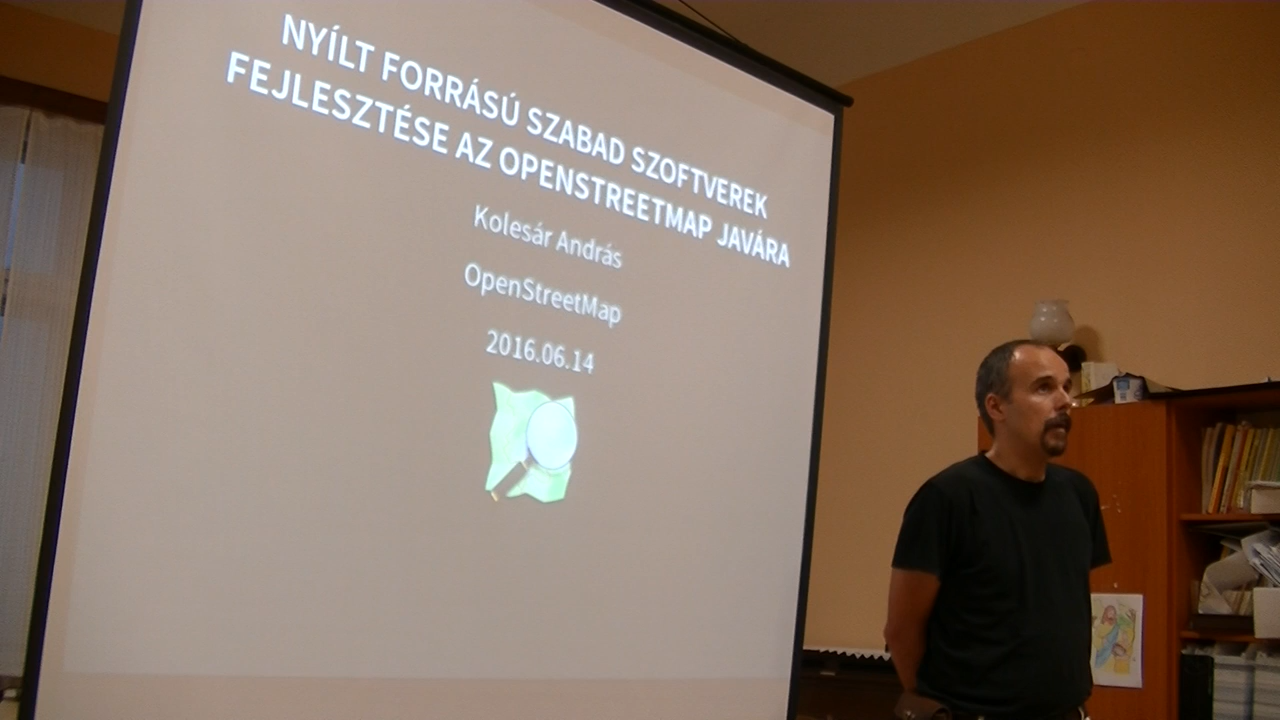 NYÍLT FORRÁSÚ SZABAD SZOFTVEREK
FEJLESZTÉSE AZ OPENSTREETMAP JAVÁRA
Kolesár András
OpenStreetMap
2016.06.14